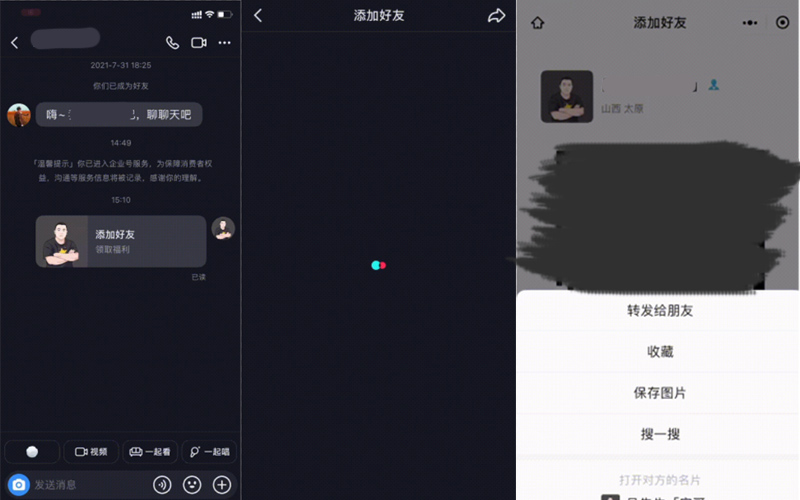 2021-7-31 18:25
你们已成为好友
嗨~ ，聊聊天吧
14:49
「温馨提示」你已进入企业号服务，为保障消费者权
益，沟通等服务信息将被记录，感谢你的理解。
15:10
添加好友
领取福利
已读
视频
一起看
一起唱
发送消息
添加好友
添加好友
山西 太原
转发给朋友
收藏
保存图片
搜一搜
打开对方的名片